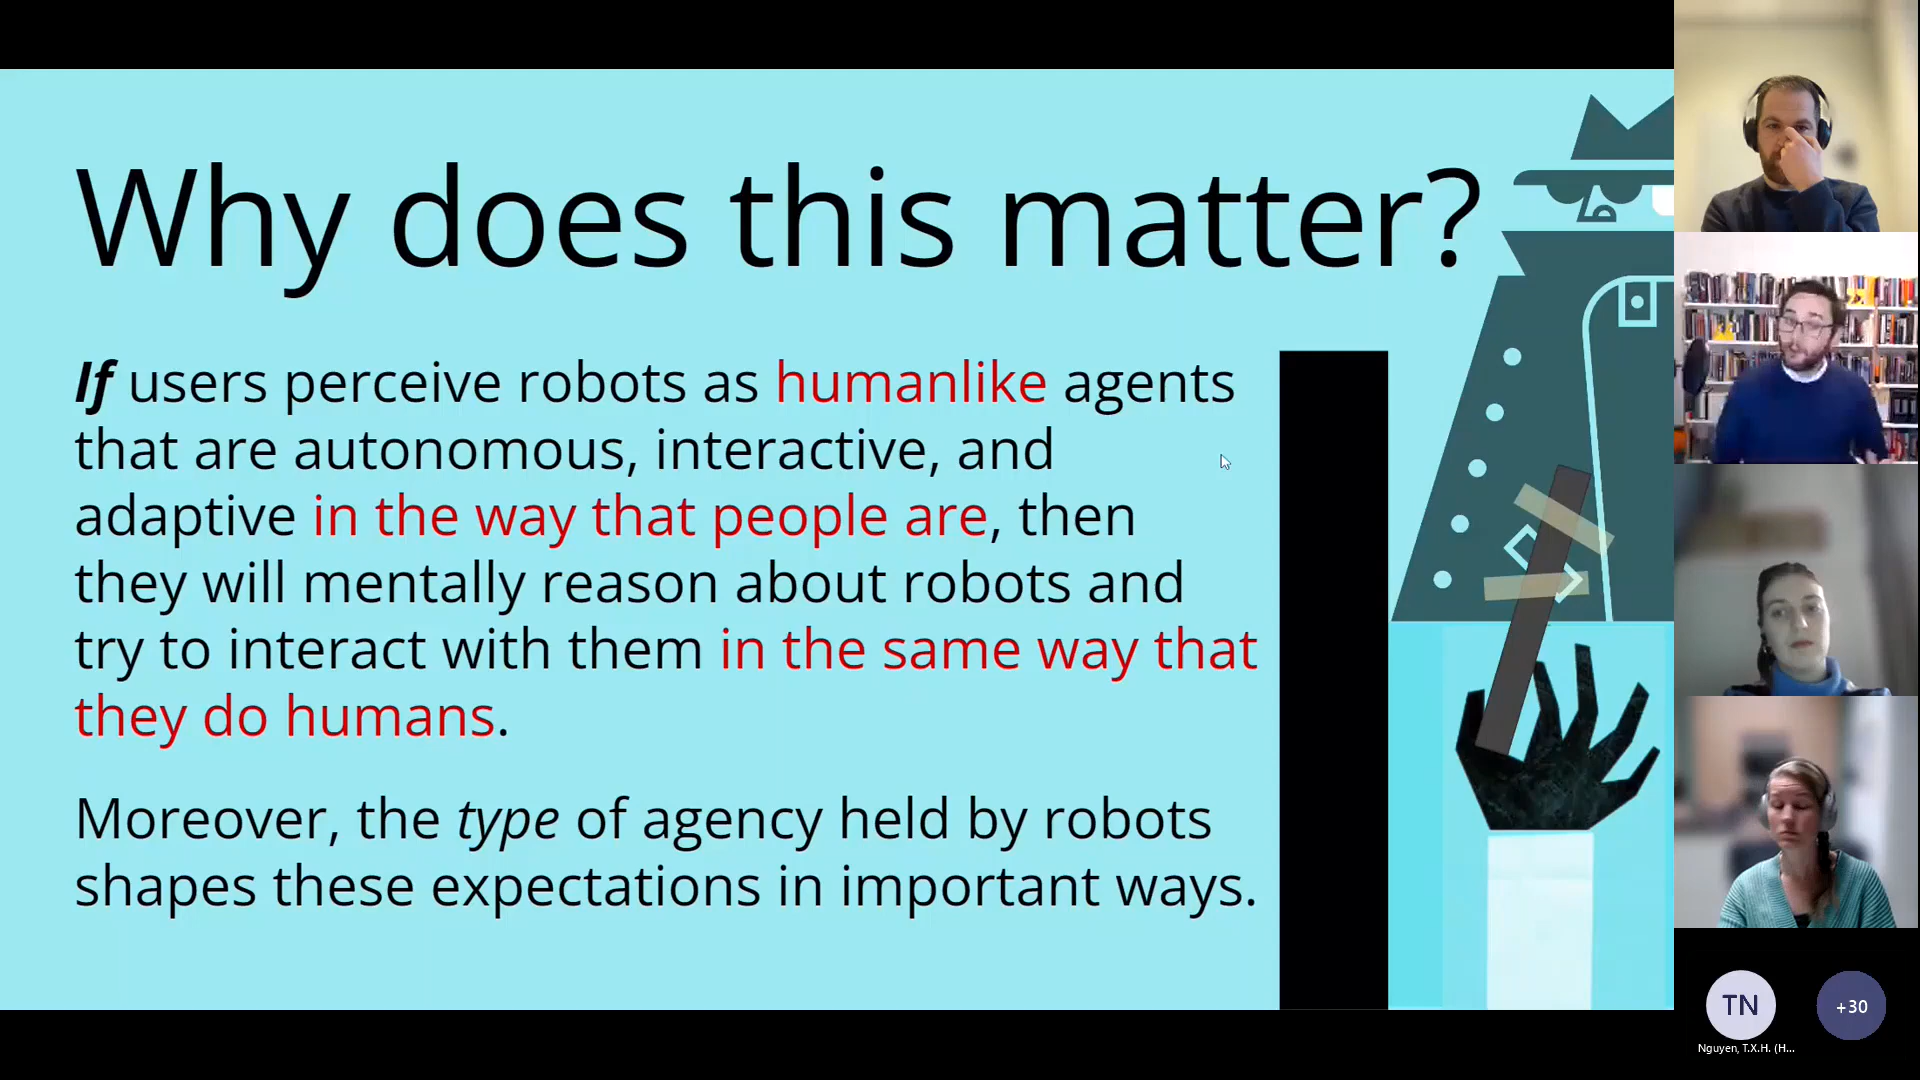 Why does this matter?
If users perceive robots as humanlike agents
that are autonomous, interactive, and
adaptive in the way that people are, then
they will mentally reason about robots and
try to interact with them in the same way that
they do humans.
Moreover, the type of agency held by robots
shapes these expectations in important ways.
TN
+30
Nguyen, T.X.H. (H...